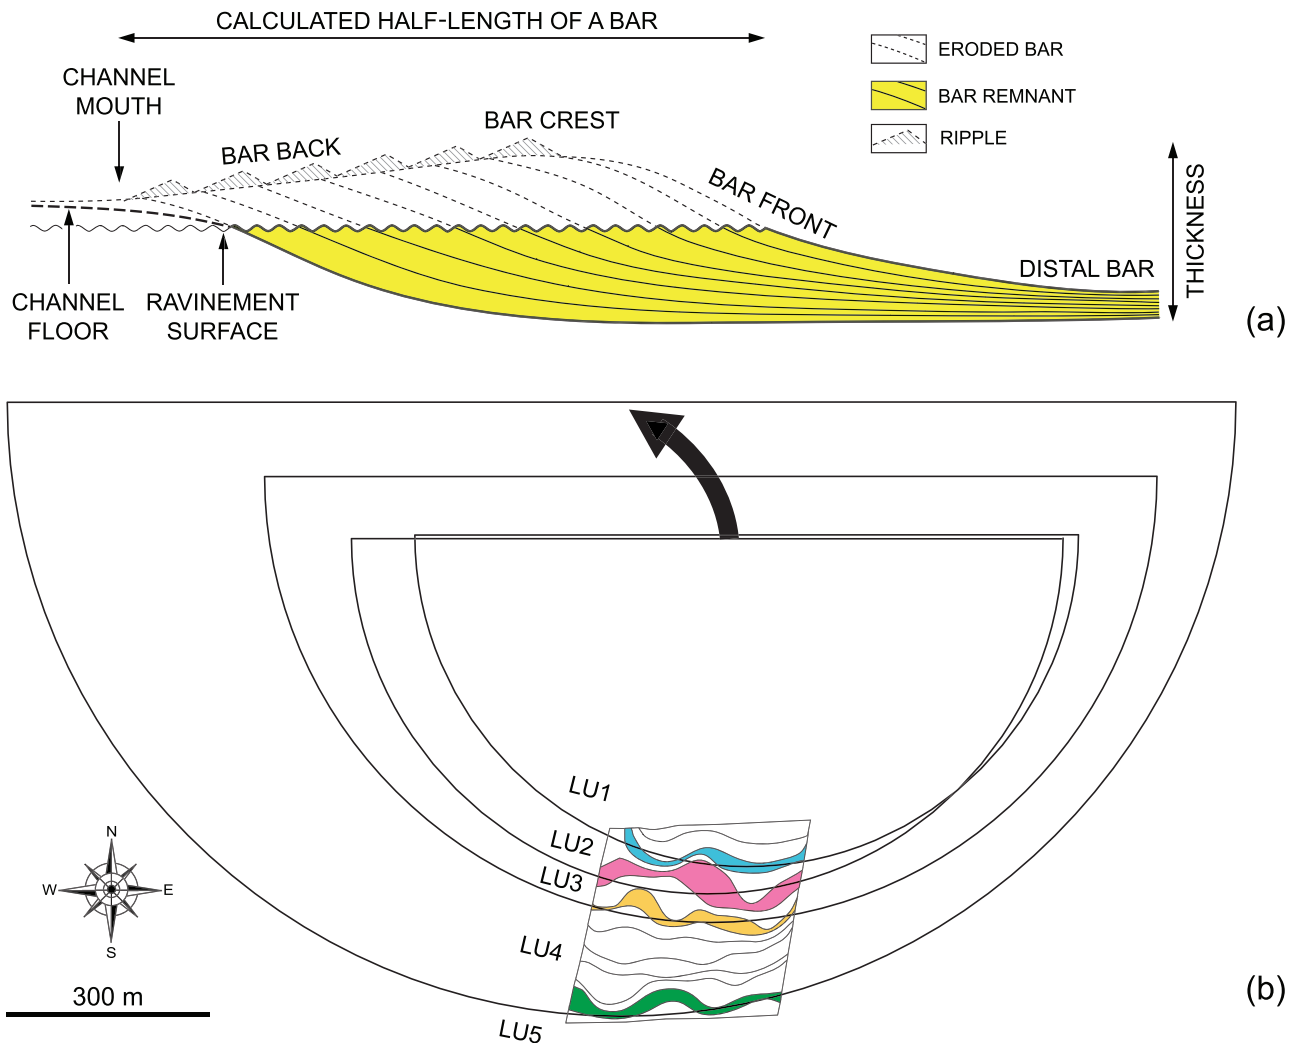 CALCULATED HALF-LENGTH OF A BAR
ERODED BAR
BAR REMNANT
RIPPLE
CHANNEL
MOUTH
BAR BACK
BAR CREST
BAR FRONT
DISTAL BAR
THICKNESS
CHANNEL
FLOOR
RAVINEMENT
SURFACE
(a)
LU1
LU2
LU3
LU4
LU5
N
W
E
S
300 m
(b)